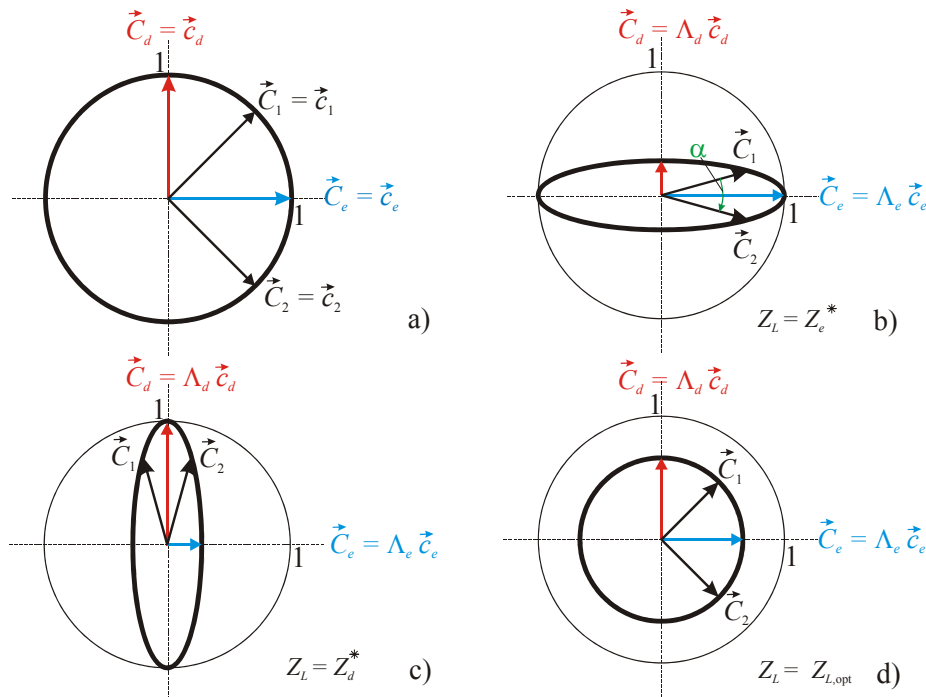 C⃗_d = c⃗_d
1
C⃗_1 = c⃗_1
C⃗_e = c⃗_e
1
C⃗_2 = c⃗_2
a)
C⃗_d = Λ_d c⃗_d
1
α
C⃗_1
C⃗_e = Λ_e c⃗_e
1
C⃗_2
Z_L = Z_e^*
b)
C⃗_d = Λ_d c⃗_d
1
C⃗_1
C⃗_2
C⃗_e = Λ_e c⃗_e
1
Z_L = Z_d^*
c)
C⃗_d = Λ_d c⃗_d
1
C⃗_1
C⃗_e = Λ_e c⃗_e
1
C⃗_2
Z_L = Z_{L,opt}
d)